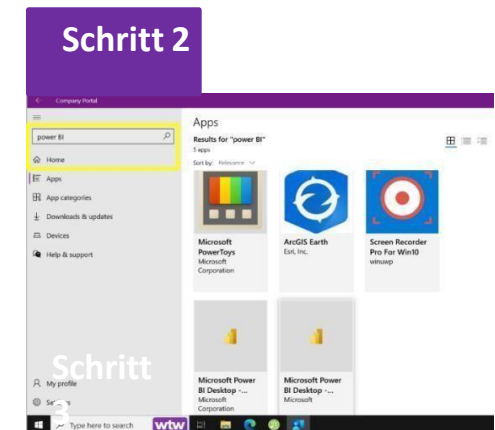 Schritt 2
Company Portal
power BI
Home
Apps
App categories
Downloads & updates
Devices
Help & support
My profile
Apps
Results for "power BI"
5 apps
Sort by: Relevance
Microsoft
PowerToys
Microsoft
Corporation
ArcGIS Earth
Esri, Inc.
Screen Recorder
Pro For Win10
winuwp
Microsoft Power
BI Desktop -...
Microsoft
Corporation
Microsoft Power
BI Desktop -...
Microsoft
Schritt
3
Type here to search
wtw